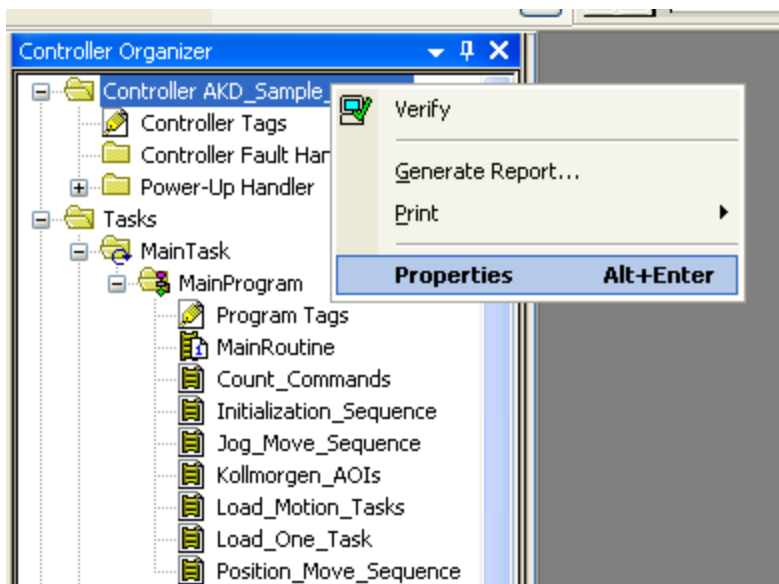 Controller Organizer
Controller AKD_Sample_
Controller Tags
Controller Fault Han
Power-Up Handler
Tasks
MainTask
MainProgram
Program Tags
MainRoutine
Count_Commands
Initialization_Sequence
Jog_Move_Sequence
Kollmorgen_AOIs
Load_Motion_Tasks
Load_One_Task
Position_Move_Sequence
Verify
Generate Report...
Print
Properties Alt+Enter